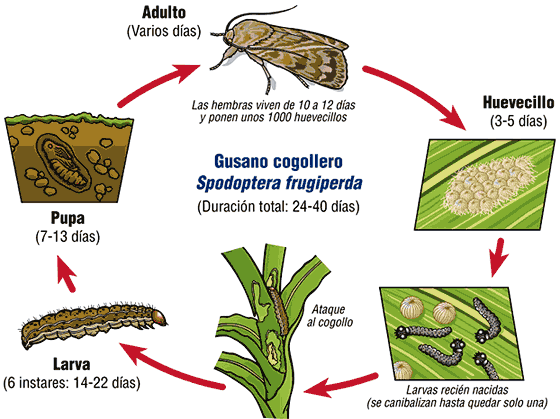 Adulto
(Varios días)
Las hembras viven de 10 a 12 días
y ponen unos 1000 huevecillos
Huevecillo
(3-5 días)
Gusano cogollero
Spodoptera frugiperda
(Duración total: 24-40 días)
Pupa
(7-13 días)
Ataque
al cogollo
Larva
(6 instares: 14-22 días)
Larvas recién nacidas
(se canibalizan hasta quedar solo una)